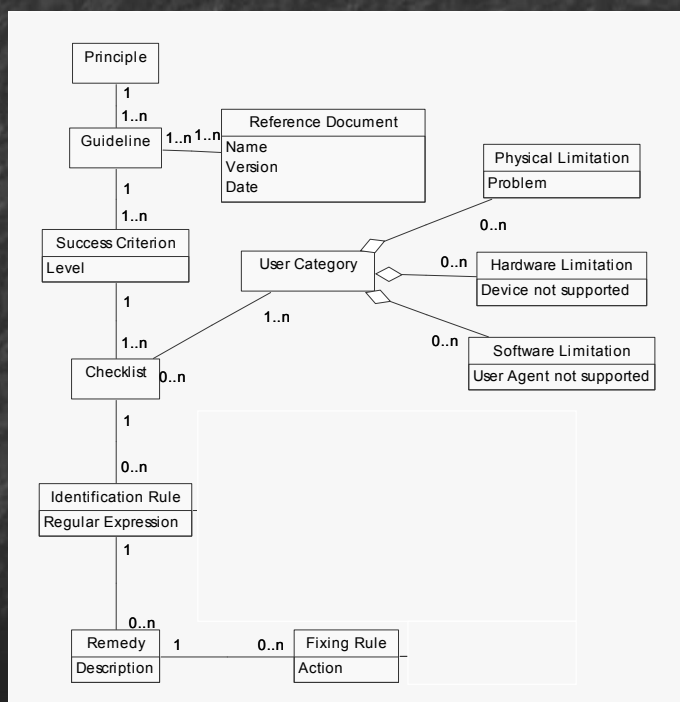 Principle
1
1..n
Guideline
1..n 1..n
Reference Document
Name
Version
Date
1
1..n
Success Criterion
Level
1
1..n
Checklist
0..n
1..n
User Category
Physical Limitation
Problem
0..n
0..n
Hardware Limitation
Device not supported
0..n
Software Limitation
User Agent not supported
1
0..n
Identification Rule
Regular Expression
1
0..n
Remedy
Description
1
0..n
Fixing Rule
Action